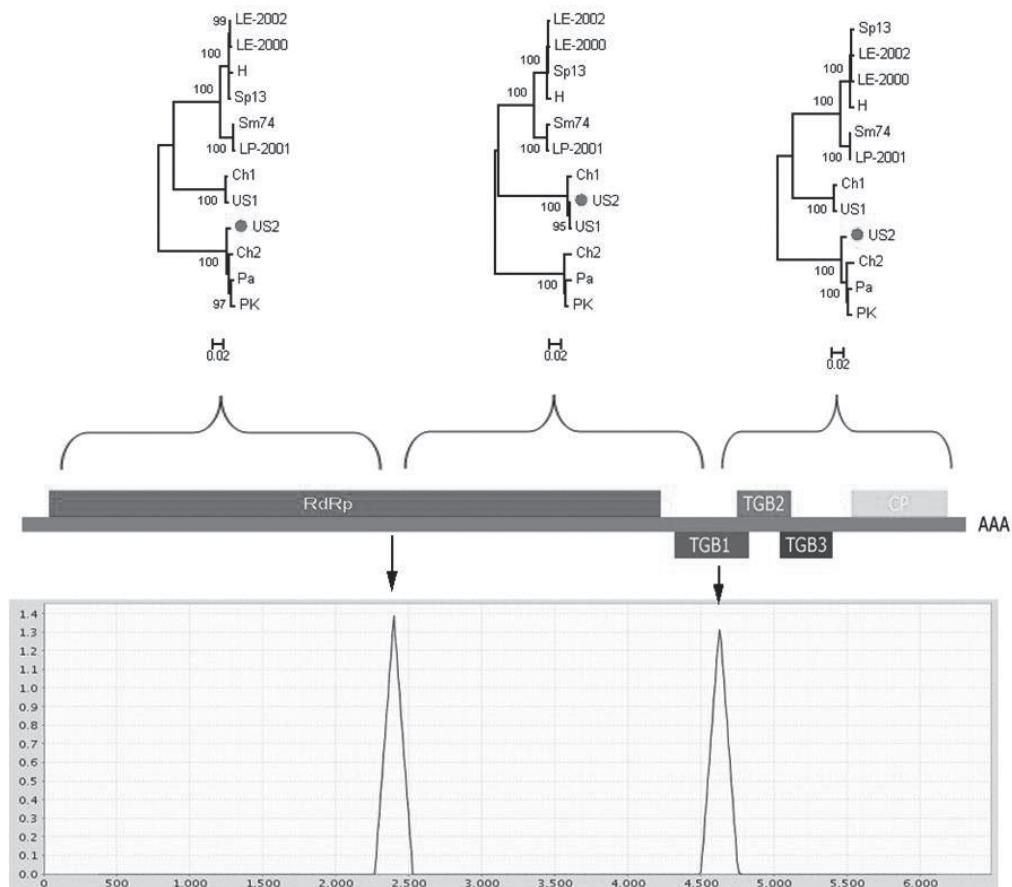 99 LE-2002
100 LE-2000
H
100 Sp13
Sm74
100 LP-2001
Ch1
100 US1
US2
Ch2
100 Pa
97 PK
0.02
LE-2002
100 LE-2000
Sp13
100 H
Sm74
100 LP-2001
Ch1
100 US2
95 US1
Ch2
Pa
100 PK
0.02
Sp13
LE-2002
100 LE-2000
100 H
Sm74
100 LP-2001
Ch1
100 US1
US2
Ch2
100 Pa
100 PK
0.02
RdRp TGB2 CP AAA
TGB1 TGB3
1.4
1.3
1.2
1.1
1.0
0.9
0.8
0.7
0.6
0.5
0.4
0.3
0.2
0.1
0.0
0 500 1.000 1.500 2.000 2.500 3.000 3.500 4.000 4.500 5.000 5.500 6.000